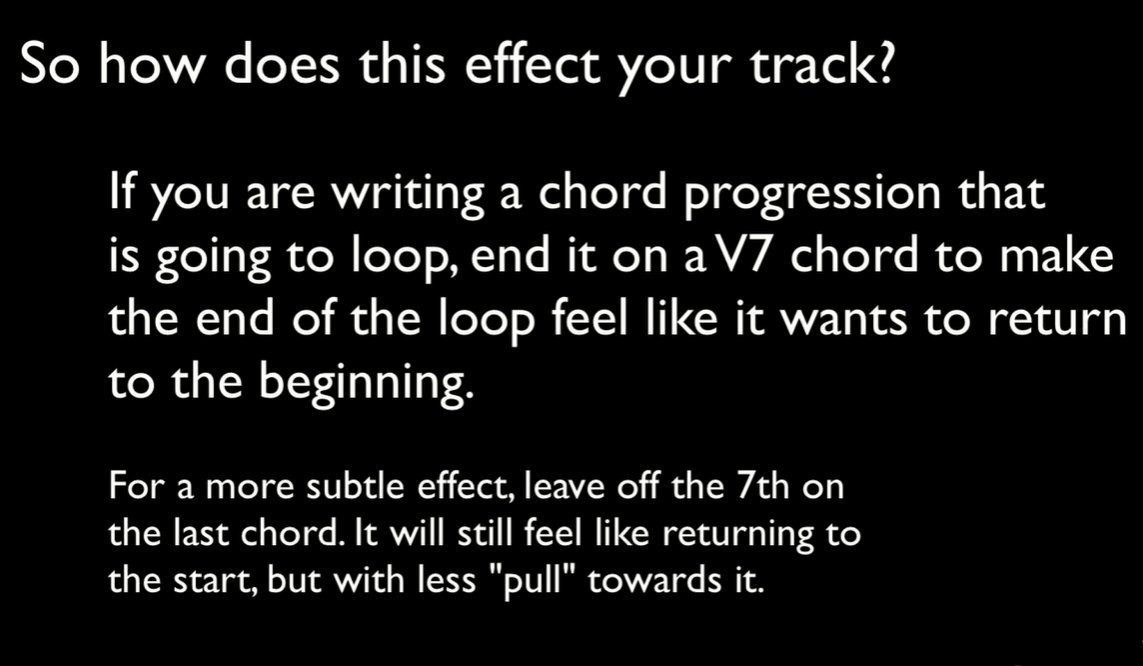 So how does this effect your track?
If you are writing a chord progression that
is going to loop, end it on a V7 chord to make
the end of the loop feel like it wants to return
to the beginning.
For a more subtle effect, leave off the 7th on
the last chord. It will still feel like returning to
the start, but with less "pull" towards it.